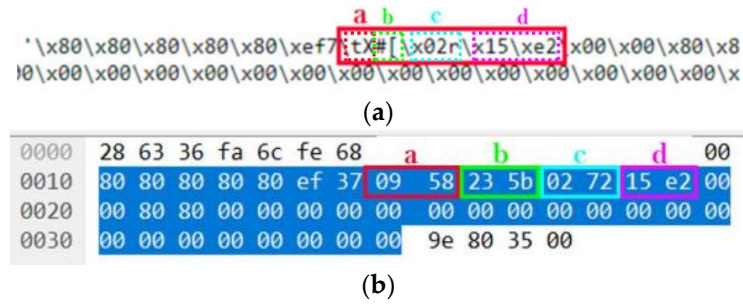 a b c d
'\x80\x80\x80\x80\x80\xef7\tX#[\x02r\x15\xe2\x00\x00\x80\x8
\x00\x00\x00\x00\x00\x00\x00\x00\x00\x00\x00\x00\x00\x00\x
(a)
0000 28 63 36 fa 6c fe 68 a b c d 00
0010 80 80 80 80 80 ef 37 09 58 23 5b 02 72 15 e2 00
0020 00 80 80 00 00 00 00 00 00 00 00 00 00 00 00 00
0030 00 00 00 00 00 00 00 00 9e 80 35 00
(b)